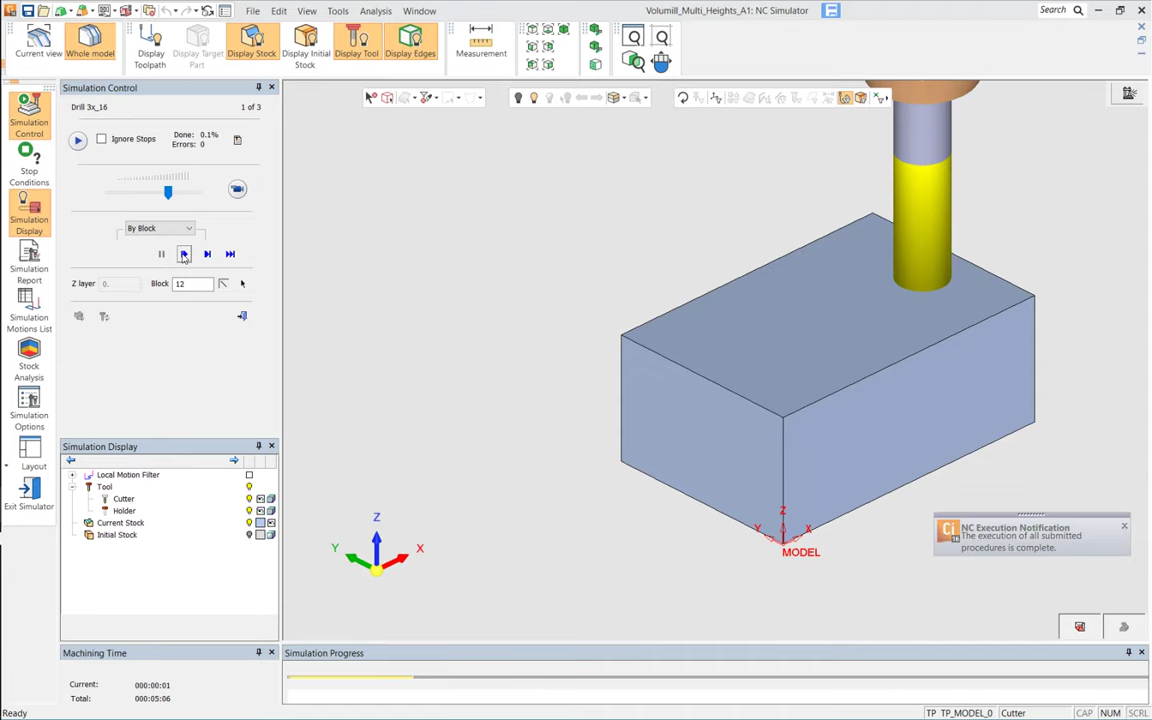 File Edit View Tools Analysis Window
Volumill_Multi_Heights_A1: NC Simulator
Search
Current view
Whole model
Display Toolpath
Display Target Part
Display Stock
Display Initial Stock
Display Tool
Display Edges
Measurement
Simulation Control
Stop Conditions
Simulation Display
Simulation Report
Simulation Motions List
Stock Analysis
Simulation Options
Layout
Exit Simulator
Simulation Control
Drill 3x_16 1 of 3
Ignore Stops
Done: 0.1%
Errors: 0
By Block
Z layer 0. Block 12
Simulation Display
Local Motion Filter
Tool
Cutter
Holder
Current Stock
Initial Stock
Machining Time
Current: 000:00:01
Total: 000:05:06
Z
Y
X
Z
Y
X
MODEL
NC Execution Notification
The execution of all submitted
procedures is complete.
Simulation Progress
Ready
TP TP_MODEL_0 Cutter CAP NUM SCRL